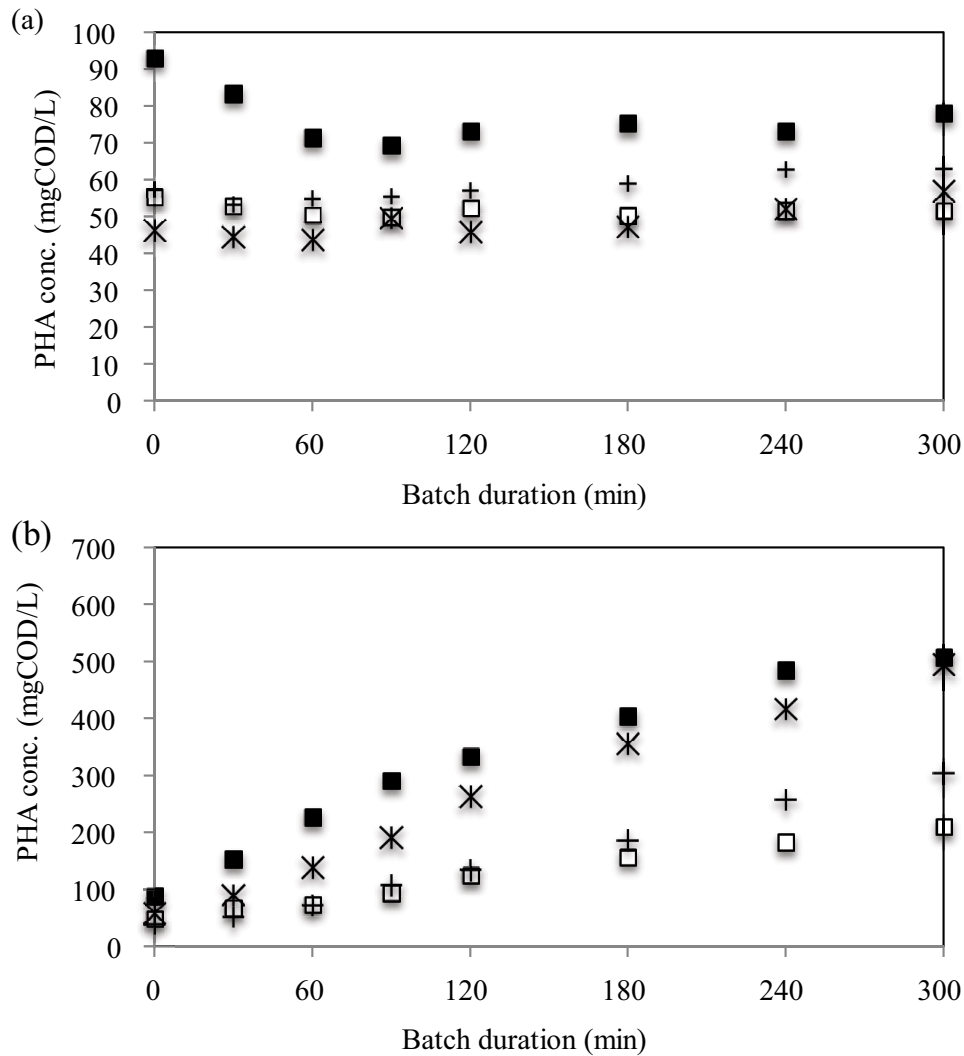 (a)
PHA conc. (mgCOD/L)
100
90
80
70
60
50
40
30
20
10
0
0 60 120 180 240 300
Batch duration (min)
(b)
PHA conc. (mgCOD/L)
700
600
500
400
300
200
100
0
0 60 120 180 240 300
Batch duration (min)